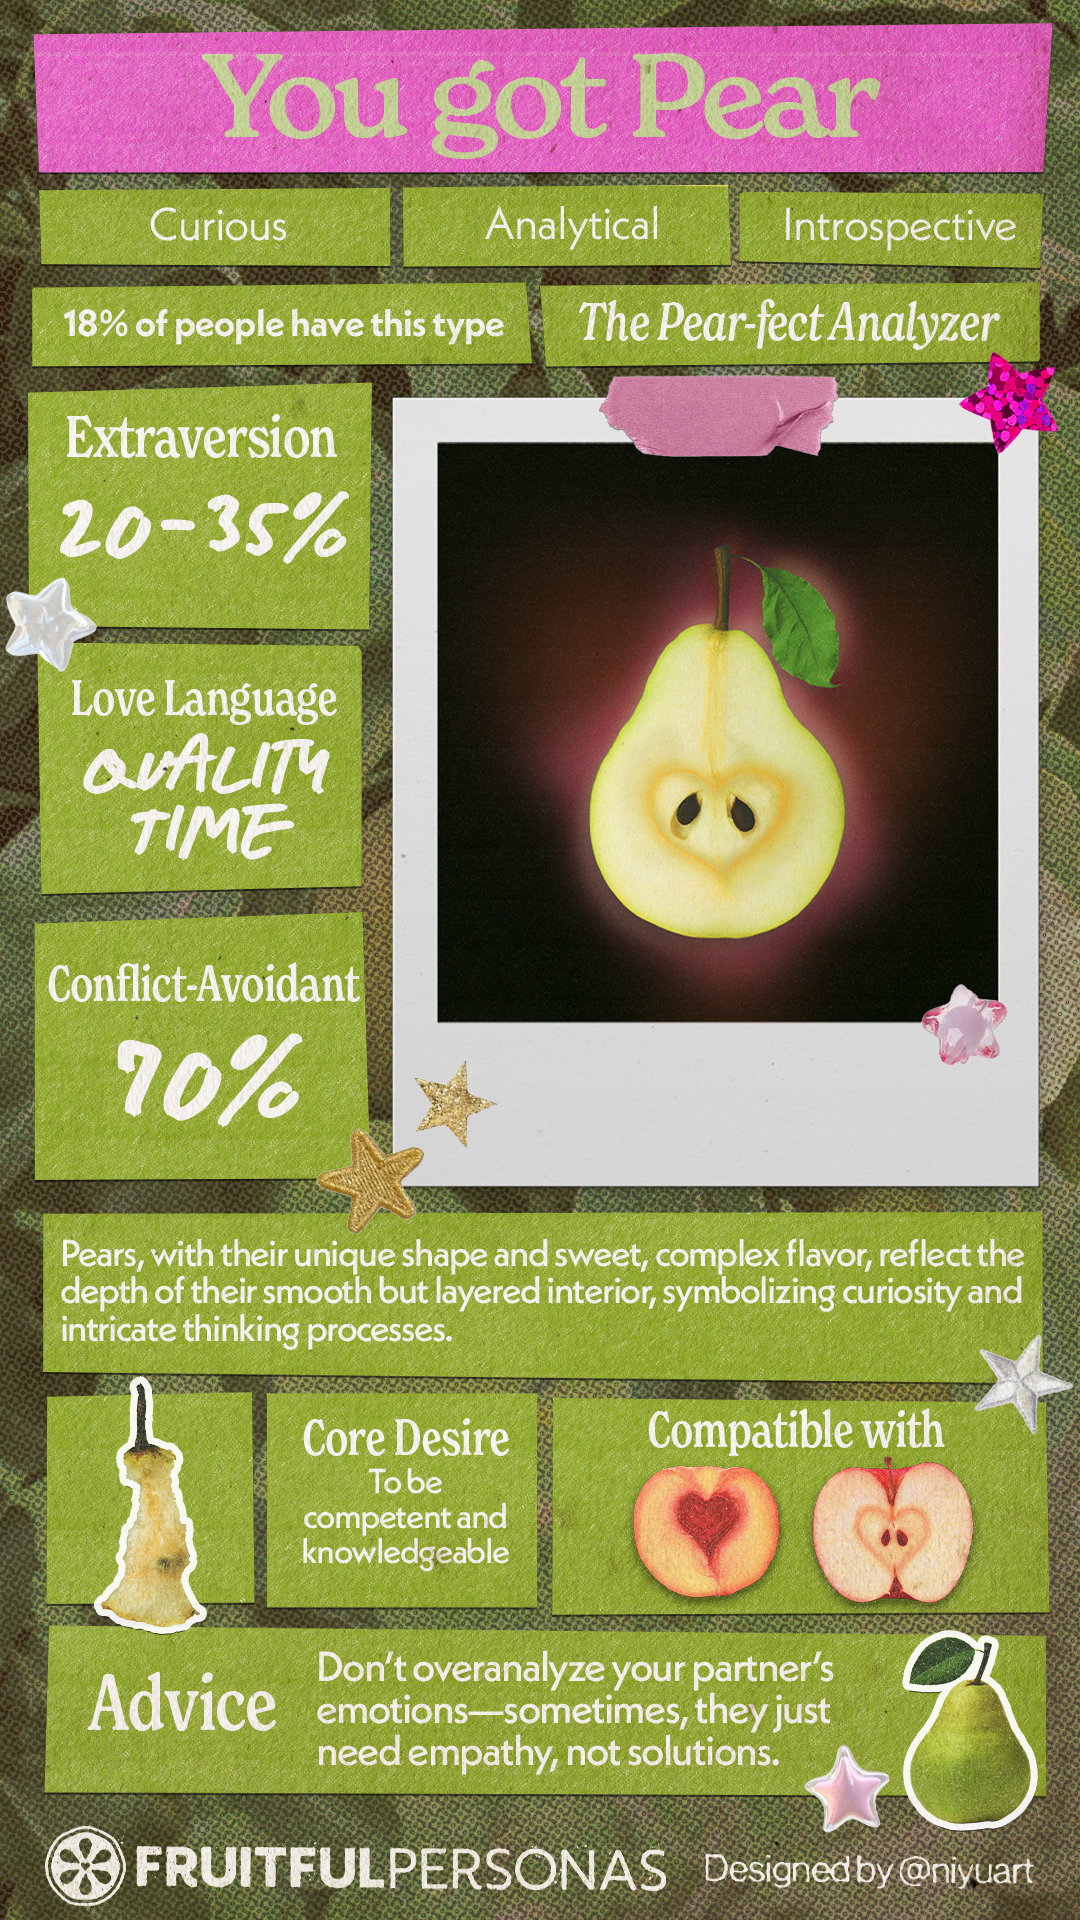 You got Pear
Curious
Analytical
Introspective
18% of people have this type
The Pear-fect Analyzer
Extraversion
20-35%
Love Language
QUALITY
TIME
Conflict-Avoidant
70%
Pears, with their unique shape and sweet, complex flavor, reflect the
depth of their smooth but layered interior, symbolizing curiosity and
intricate thinking processes.
Core Desire
To be
competent and
knowledgeable
Compatible with
Advice
Don't overanalyze your partner's
emotions—sometimes, they just
need empathy, not solutions.
FRUITFULPERSONAS
Designed by @niyuart